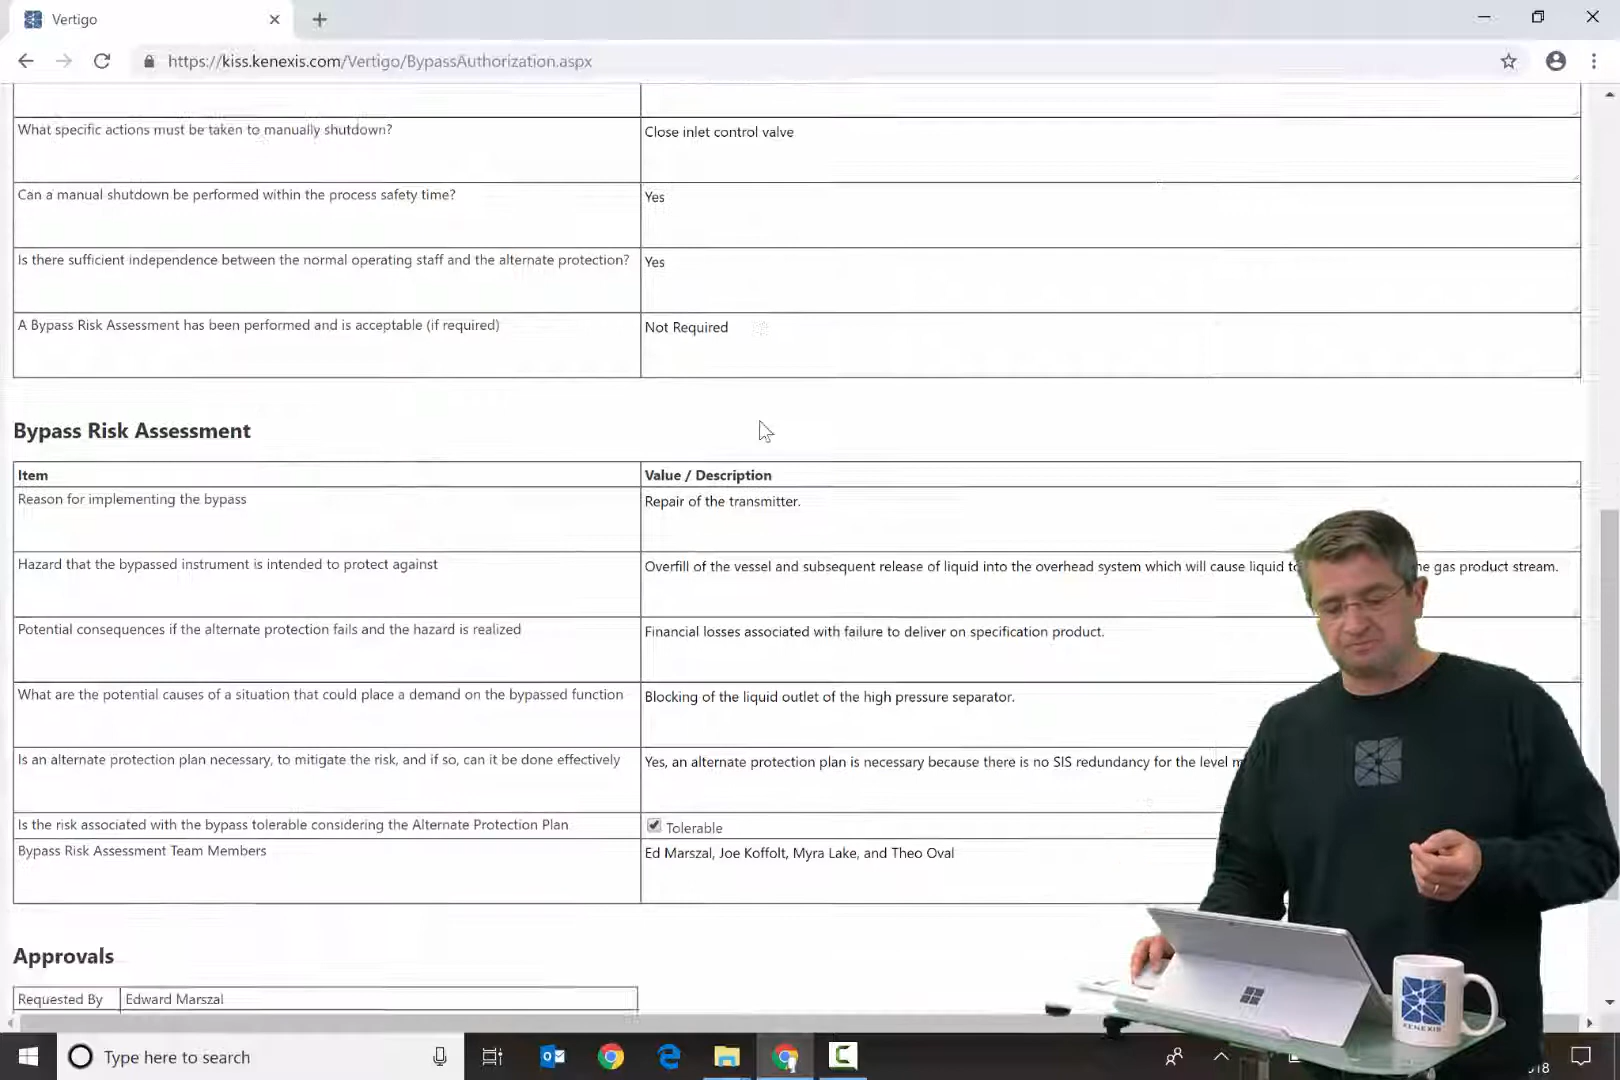 Vertigo
https://kiss.kenexis.com/Vertigo/BypassAuthorization.aspx
What specific actions must be taken to manually shutdown?
Close inlet control valve
Can a manual shutdown be performed within the process safety time?
Yes
Is there sufficient independence between the normal operating staff and the alternate protection?
Yes
A Bypass Risk Assessment has been performed and is acceptable (if required)
Not Required
Bypass Risk Assessment
Item
Value / Description
Reason for implementing the bypass
Repair of the transmitter.
Hazard that the bypassed instrument is intended to protect against
Overfill of the vessel and subsequent release of liquid into the overhead system which will cause liquid
gas product stream.
Potential consequences if the alternate protection fails and the hazard is realized
Financial losses associated with failure to deliver on specification product.
What are the potential causes of a situation that could place a demand on the bypassed function
Blocking of the liquid outlet of the high pressure separator.
Is an alternate protection plan necessary, to mitigate the risk, and if so, can it be done effectively
Yes, an alternate protection plan is necessary because there is no SIS redundancy for the level
Is the risk associated with the bypass tolerable considering the Alternate Protection Plan
Tolerable
Bypass Risk Assessment Team Members
Ed Marszal, Joe Koffolt, Myra Lake, and Theo Oval
Approvals
Requested By
Edward Marszal
KENEXIS
Type here to search